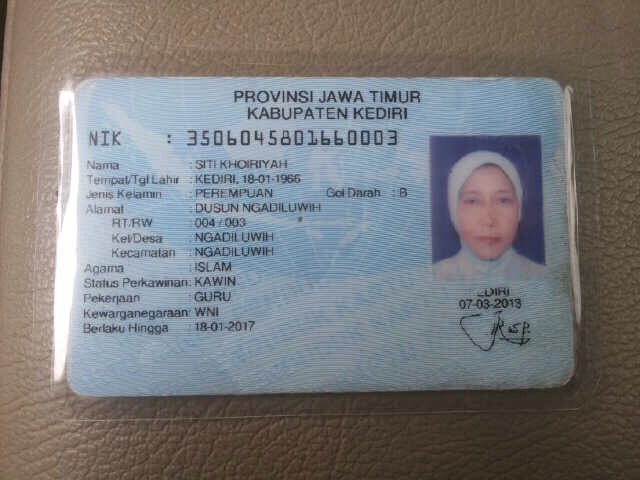 PROVINSI JAWA TIMUR
KABUPATEN KEDIRI
NIK : 3506045801660003
Nama : SITI KHOIRIYAH
Tempat/Tgl Lahir : KEDIRI, 18-01-1966
Jenis Kelamin : PEREMPUAN Gol Darah : B
Alamat : DUSUN NGADILUWIH
RT/RW : 004 / 003
Kel/Desa : NGADILUWIH
Kecamatan : NGADILUWIH
Agama : ISLAM
Status Perkawinan: KAWIN
Pekerjaan : GURU
Kewarganegaraan: WNI
Berlaku Hingga : 18-01-2017
KEDIRI
07-03-2013